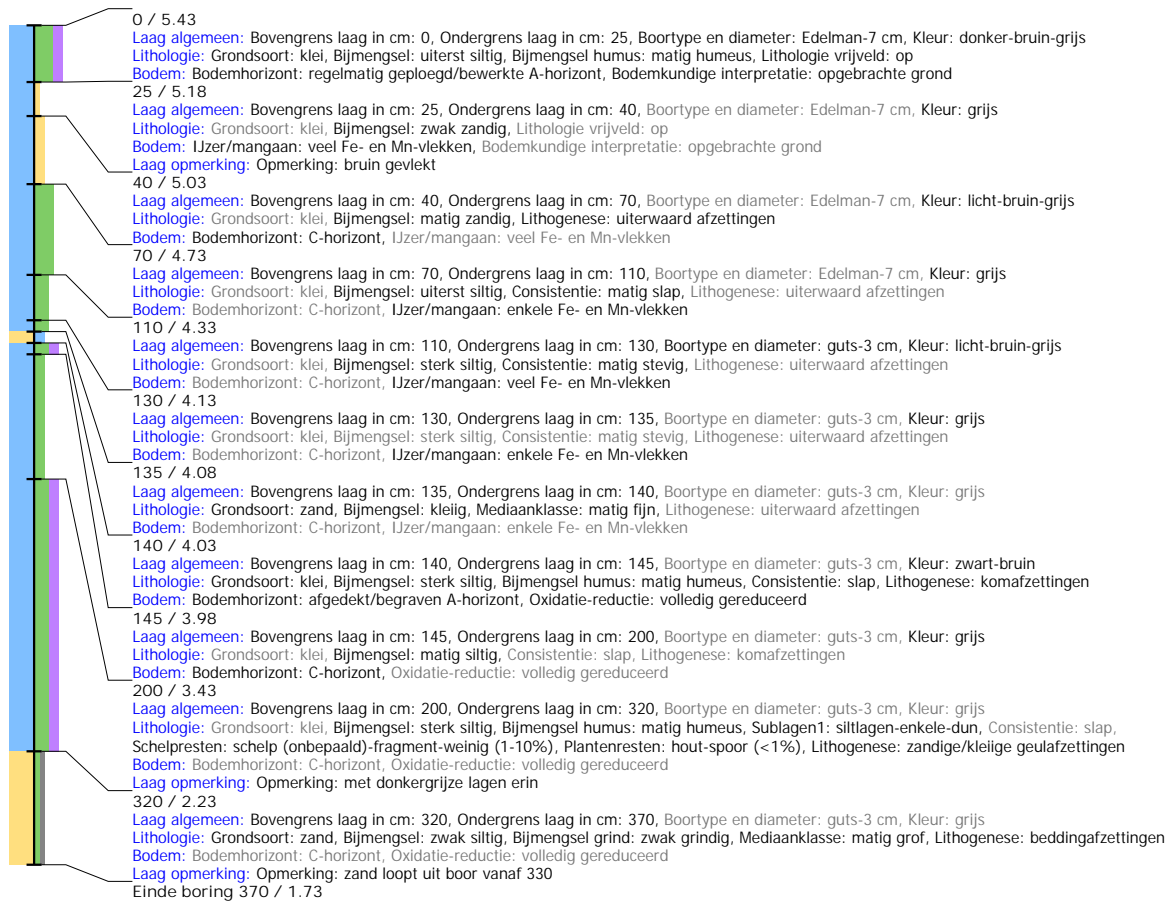 0 / 5.43
Laag algemeen: Bovengrens laag in cm: 0, Ondergrens laag in cm: 25, Boortype en diameter: Edelman-7 cm, Kleur: donker-bruin-grijs
Lithologie: Grondsoort: klei, Bijmengsel: uiterst siltig, Bijmengsel humus: matig humeus, Lithologie vrijveld: op
Bodem: Bodemhorizont: regelmatig geploegd/bewerkte A-horizont, Bodemkundige interpretatie: opgebrachte grond
25 / 5.18
Laag algemeen: Bovengrens laag in cm: 25, Ondergrens laag in cm: 40, Boortype en diameter: Edelman-7 cm, Kleur: grijs
Lithologie: Grondsoort: klei, Bijmengsel: zwak zandig, Lithologie vrijveld: op
Bodem: IJzer/mangaan: veel Fe- en Mn-vlekken, Bodemkundige interpretatie: opgebrachte grond
Laag opmerking: Opmerking: bruin gevlekt
40 / 5.03
Laag algemeen: Bovengrens laag in cm: 40, Ondergrens laag in cm: 70, Boortype en diameter: Edelman-7 cm, Kleur: licht-bruin-grijs
Lithologie: Grondsoort: klei, Bijmengsel: matig zandig, Lithogenese: uiterwaard afzettingen
Bodem: Bodemhorizont: C-horizont, IJzer/mangaan: veel Fe- en Mn-vlekken
70 / 4.73
Laag algemeen: Bovengrens laag in cm: 70, Ondergrens laag in cm: 110, Boortype en diameter: Edelman-7 cm, Kleur: grijs
Lithologie: Grondsoort: klei, Bijmengsel: uiterst siltig, Consistentie: matig slap, Lithogenese: uiterwaard afzettingen
Bodem: Bodemhorizont: C-horizont, IJzer/mangaan: enkele Fe- en Mn-vlekken
110 / 4.33
Laag algemeen: Bovengrens laag in cm: 110, Ondergrens laag in cm: 130, Boortype en diameter: guts-3 cm, Kleur: licht-bruin-grijs
Lithologie: Grondsoort: klei, Bijmengsel: sterk siltig, Consistentie: matig stevig, Lithogenese: uiterwaard afzettingen
Bodem: Bodemhorizont: C-horizont, IJzer/mangaan: veel Fe- en Mn-vlekken
130 / 4.13
Laag algemeen: Bovengrens laag in cm: 130, Ondergrens laag in cm: 135, Boortype en diameter: guts-3 cm, Kleur: grijs
Lithologie: Grondsoort: klei, Bijmengsel: sterk siltig, Consistentie: matig stevig, Lithogenese: uiterwaard afzettingen
Bodem: Bodemhorizont: C-horizont, IJzer/mangaan: enkele Fe- en Mn-vlekken
135 / 4.08
Laag algemeen: Bovengrens laag in cm: 135, Ondergrens laag in cm: 140, Boortype en diameter: guts-3 cm, Kleur: grijs
Lithologie: Grondsoort: zand, Bijmengsel: kleiig, Mediaanklasse: matig fijn, Lithogenese: uiterwaard afzettingen
Bodem: Bodemhorizont: C-horizont, IJzer/mangaan: enkele Fe- en Mn-vlekken
140 / 4.03
Laag algemeen: Bovengrens laag in cm: 140, Ondergrens laag in cm: 145, Boortype en diameter: guts-3 cm, Kleur: zwart-bruin
Lithologie: Grondsoort: klei, Bijmengsel: sterk siltig, Bijmengsel humus: matig humeus, Consistentie: slap, Lithogenese: komafzettingen
Bodem: Bodemhorizont: afgedekt/begraven A-horizont, Oxidatie-reductie: volledig gereduceerd
145 / 3.98
Laag algemeen: Bovengrens laag in cm: 145, Ondergrens laag in cm: 200, Boortype en diameter: guts-3 cm, Kleur: grijs
Lithologie: Grondsoort: klei, Bijmengsel: matig siltig, Consistentie: slap, Lithogenese: komafzettingen
Bodem: Bodemhorizont: C-horizont, Oxidatie-reductie: volledig gereduceerd
200 / 3.43
Laag algemeen: Bovengrens laag in cm: 200, Ondergrens laag in cm: 320, Boortype en diameter: guts-3 cm, Kleur: grijs
Lithologie: Grondsoort: klei, Bijmengsel: sterk siltig, Bijmengsel humus: matig humeus, Sublagen1: siltlagen-enkele-dun, Consistentie: slap,
Schelpresten: schelp (onbepaald)-fragment-weinig (1-10%), Plantenresten: hout-spoor (<1%), Lithogenese: zandige/kleiige geulafzettingen
Bodem: Bodemhorizont: C-horizont, Oxidatie-reductie: volledig gereduceerd
Laag opmerking: Opmerking: met donkergrijze lagen erin
320 / 2.23
Laag algemeen: Bovengrens laag in cm: 320, Ondergrens laag in cm: 370, Boortype en diameter: guts-3 cm, Kleur: grijs
Lithologie: Grondsoort: zand, Bijmengsel: zwak siltig, Bijmengsel grind: zwak grindig, Mediaanklasse: matig grof, Lithogenese: beddingafzettingen
Bodem: Bodemhorizont: C-horizont, Oxidatie-reductie: volledig gereduceerd
Laag opmerking: Opmerking: zand loopt uit boor vanaf 330
Einde boring 370 / 1.73